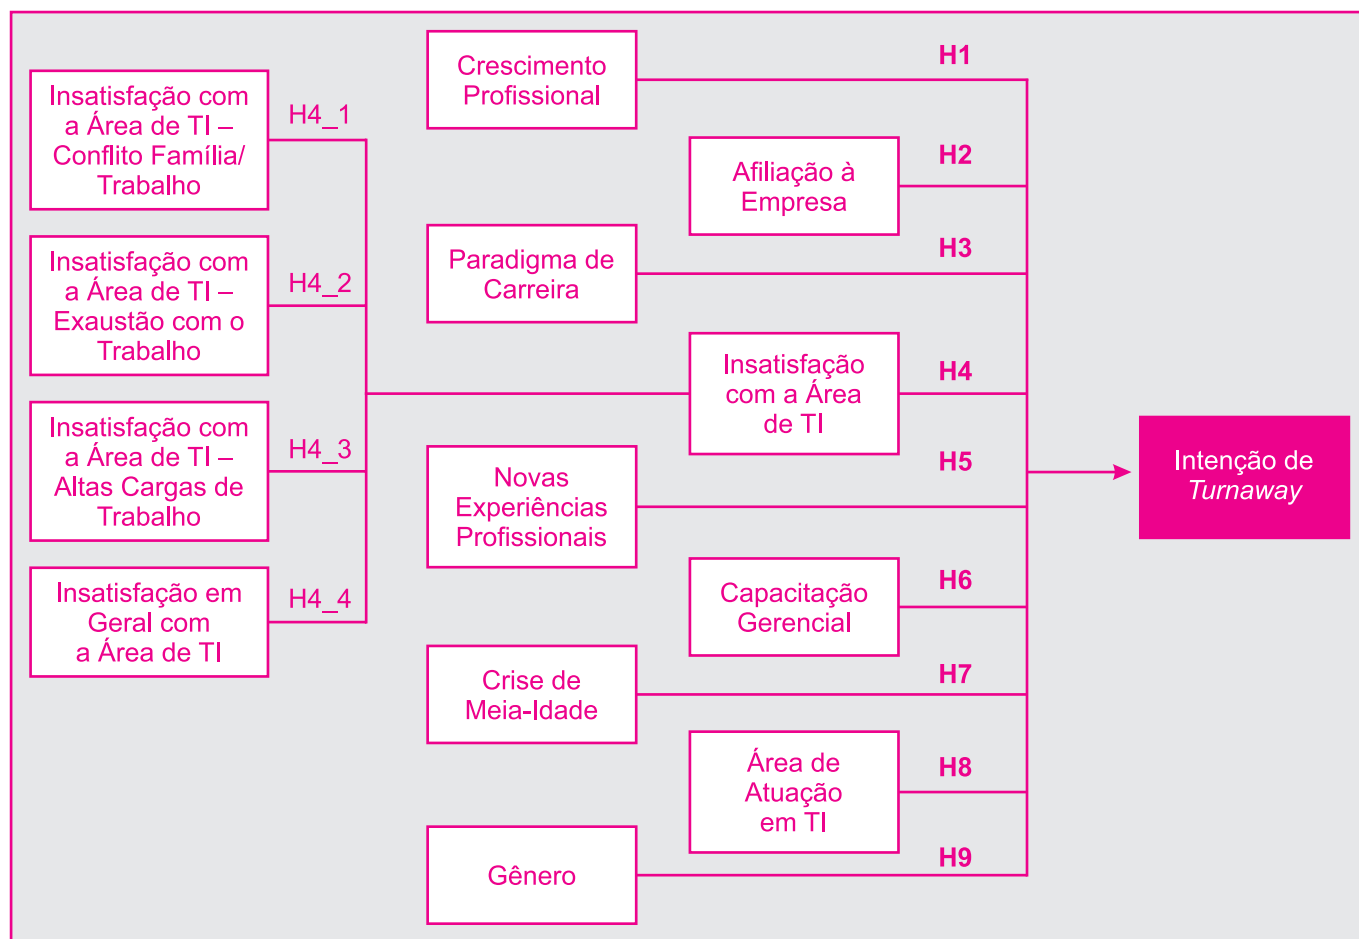 Insatisfação com
a Área de TI –
Conflito Família/
Trabalho
H4_1
Insatisfação com
a Área de TI –
Exaustão com o
Trabalho
H4_2
Insatisfação com
a Área de TI –
Altas Cargas de
Trabalho
H4_3
Insatisfação em
Geral com
a Área de TI
H4_4
Crescimento
Profissional
H1
Afiliação à
Empresa
H2
Paradigma de
Carreira
H3
Insatisfação
com a Área
de TI
H4
Novas
Experiências
Profissionais
H5
Capacitação
Gerencial
H6
Crise de
Meia-Idade
H7
Área de
Atuação
em TI
H8
Gênero
H9
Intenção de
Turnaway